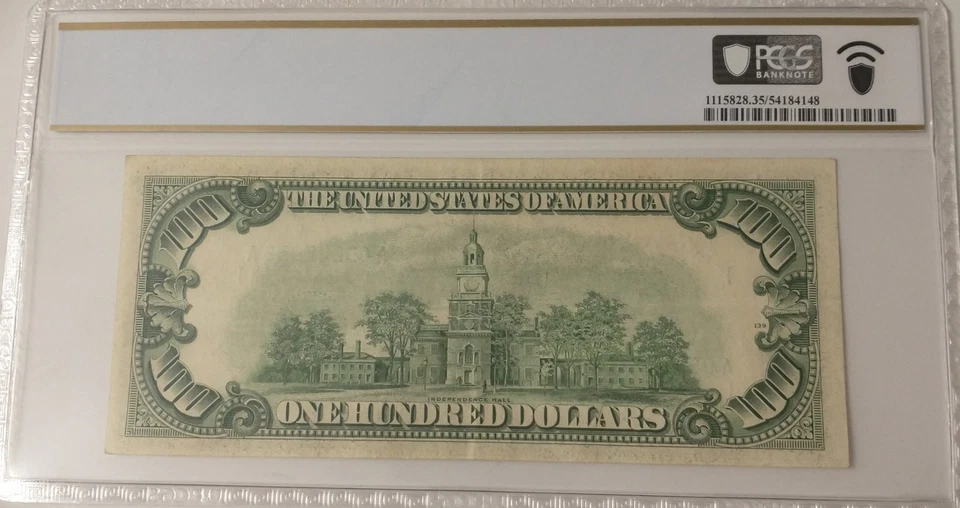 PCGS
BANKNOTE
1115828.35/54184148
THE UNITED STATES OF AMERICA
100
100
139
100
100
INDEPENDENCE HALL
ONE HUNDRED DOLLARS